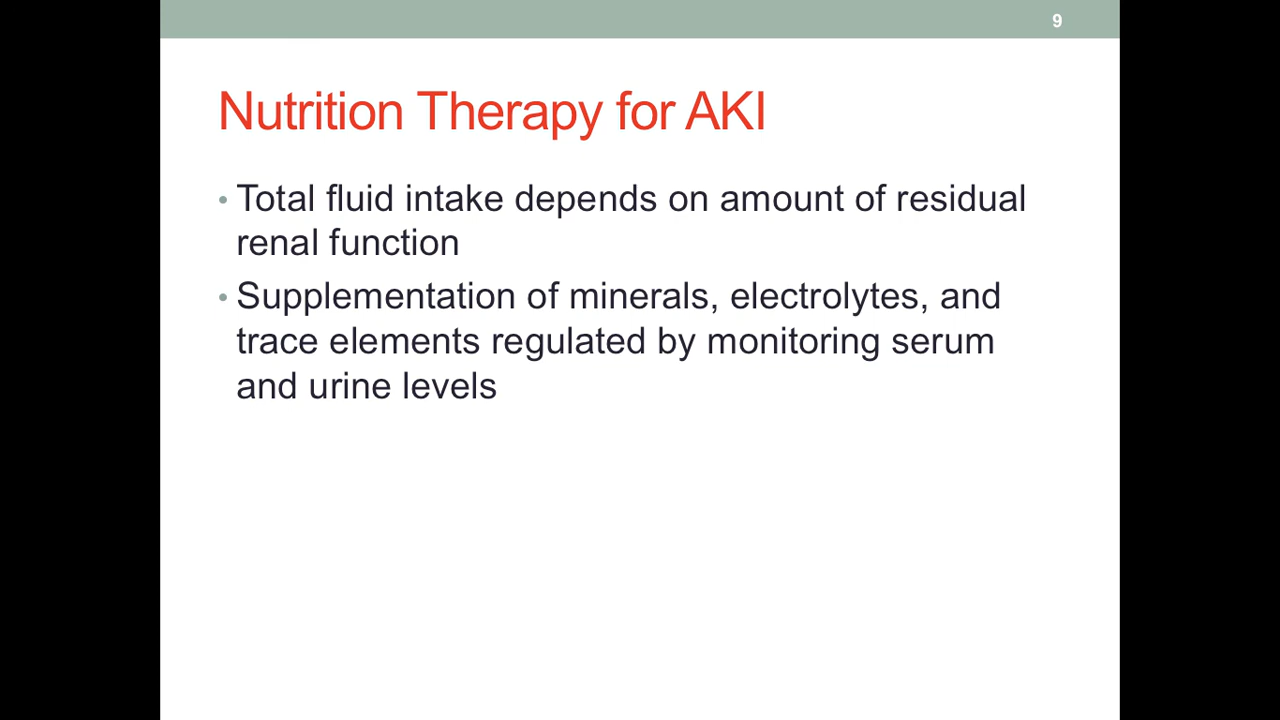 9
Nutrition Therapy for AKI
• Total fluid intake depends on amount of residual
renal function
• Supplementation of minerals, electrolytes, and
trace elements regulated by monitoring serum
and urine levels